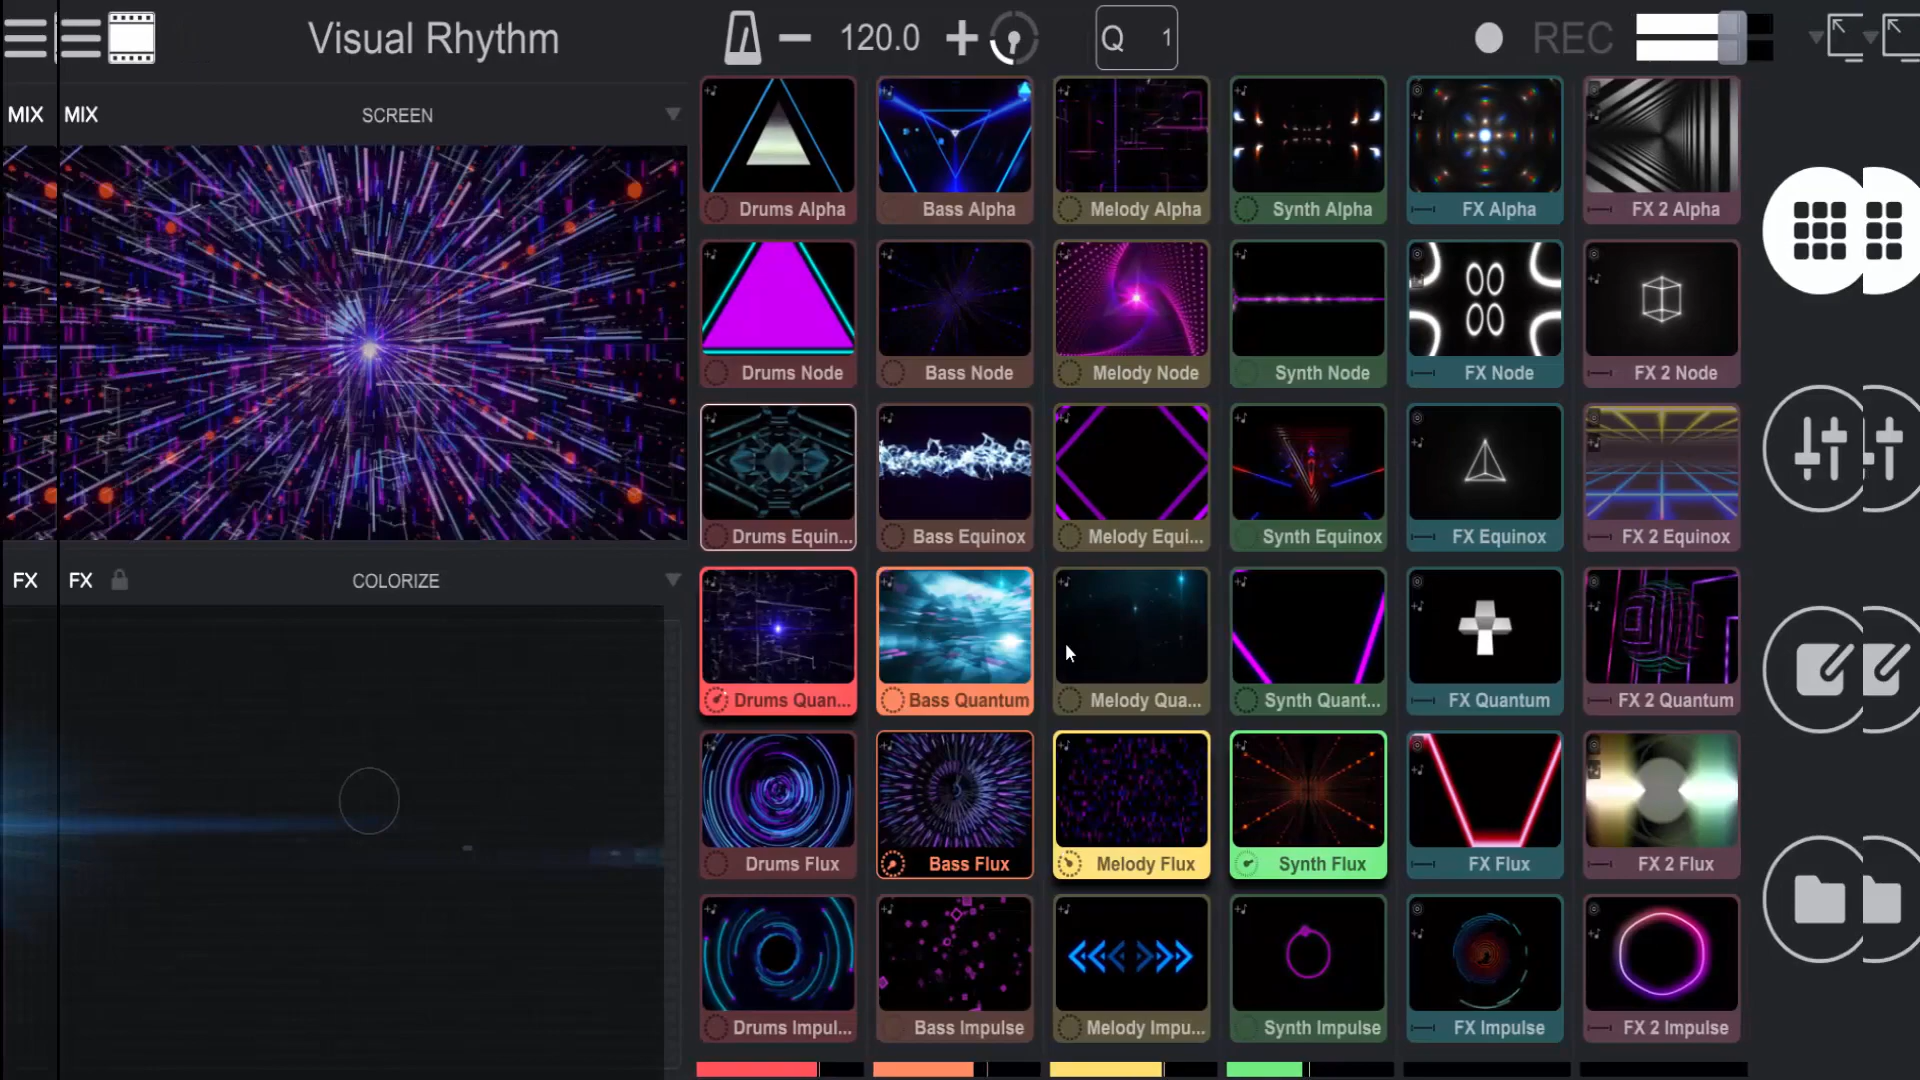 Visual Rhythm 120.0 Q 1 REC
MIX MIX SCREEN
Drums Alpha Bass Alpha Melody Alpha Synth Alpha FX Alpha FX 2 Alpha
Drums Node Bass Node Melody Node Synth Node FX Node FX 2 Node
Drums Equin... Bass Equinox Melody Equi... Synth Equinox FX Equinox FX 2 Equinox
FX FX COLORIZE
Drums Quan... Bass Quantum Melody Qua... Synth Quant... FX Quantum FX 2 Quantum
Drums Flux Bass Flux Melody Flux Synth Flux FX Flux FX 2 Flux
Drums Impul... Bass Impulse Melody Impu... Synth Impulse FX Impulse FX 2 Impulse